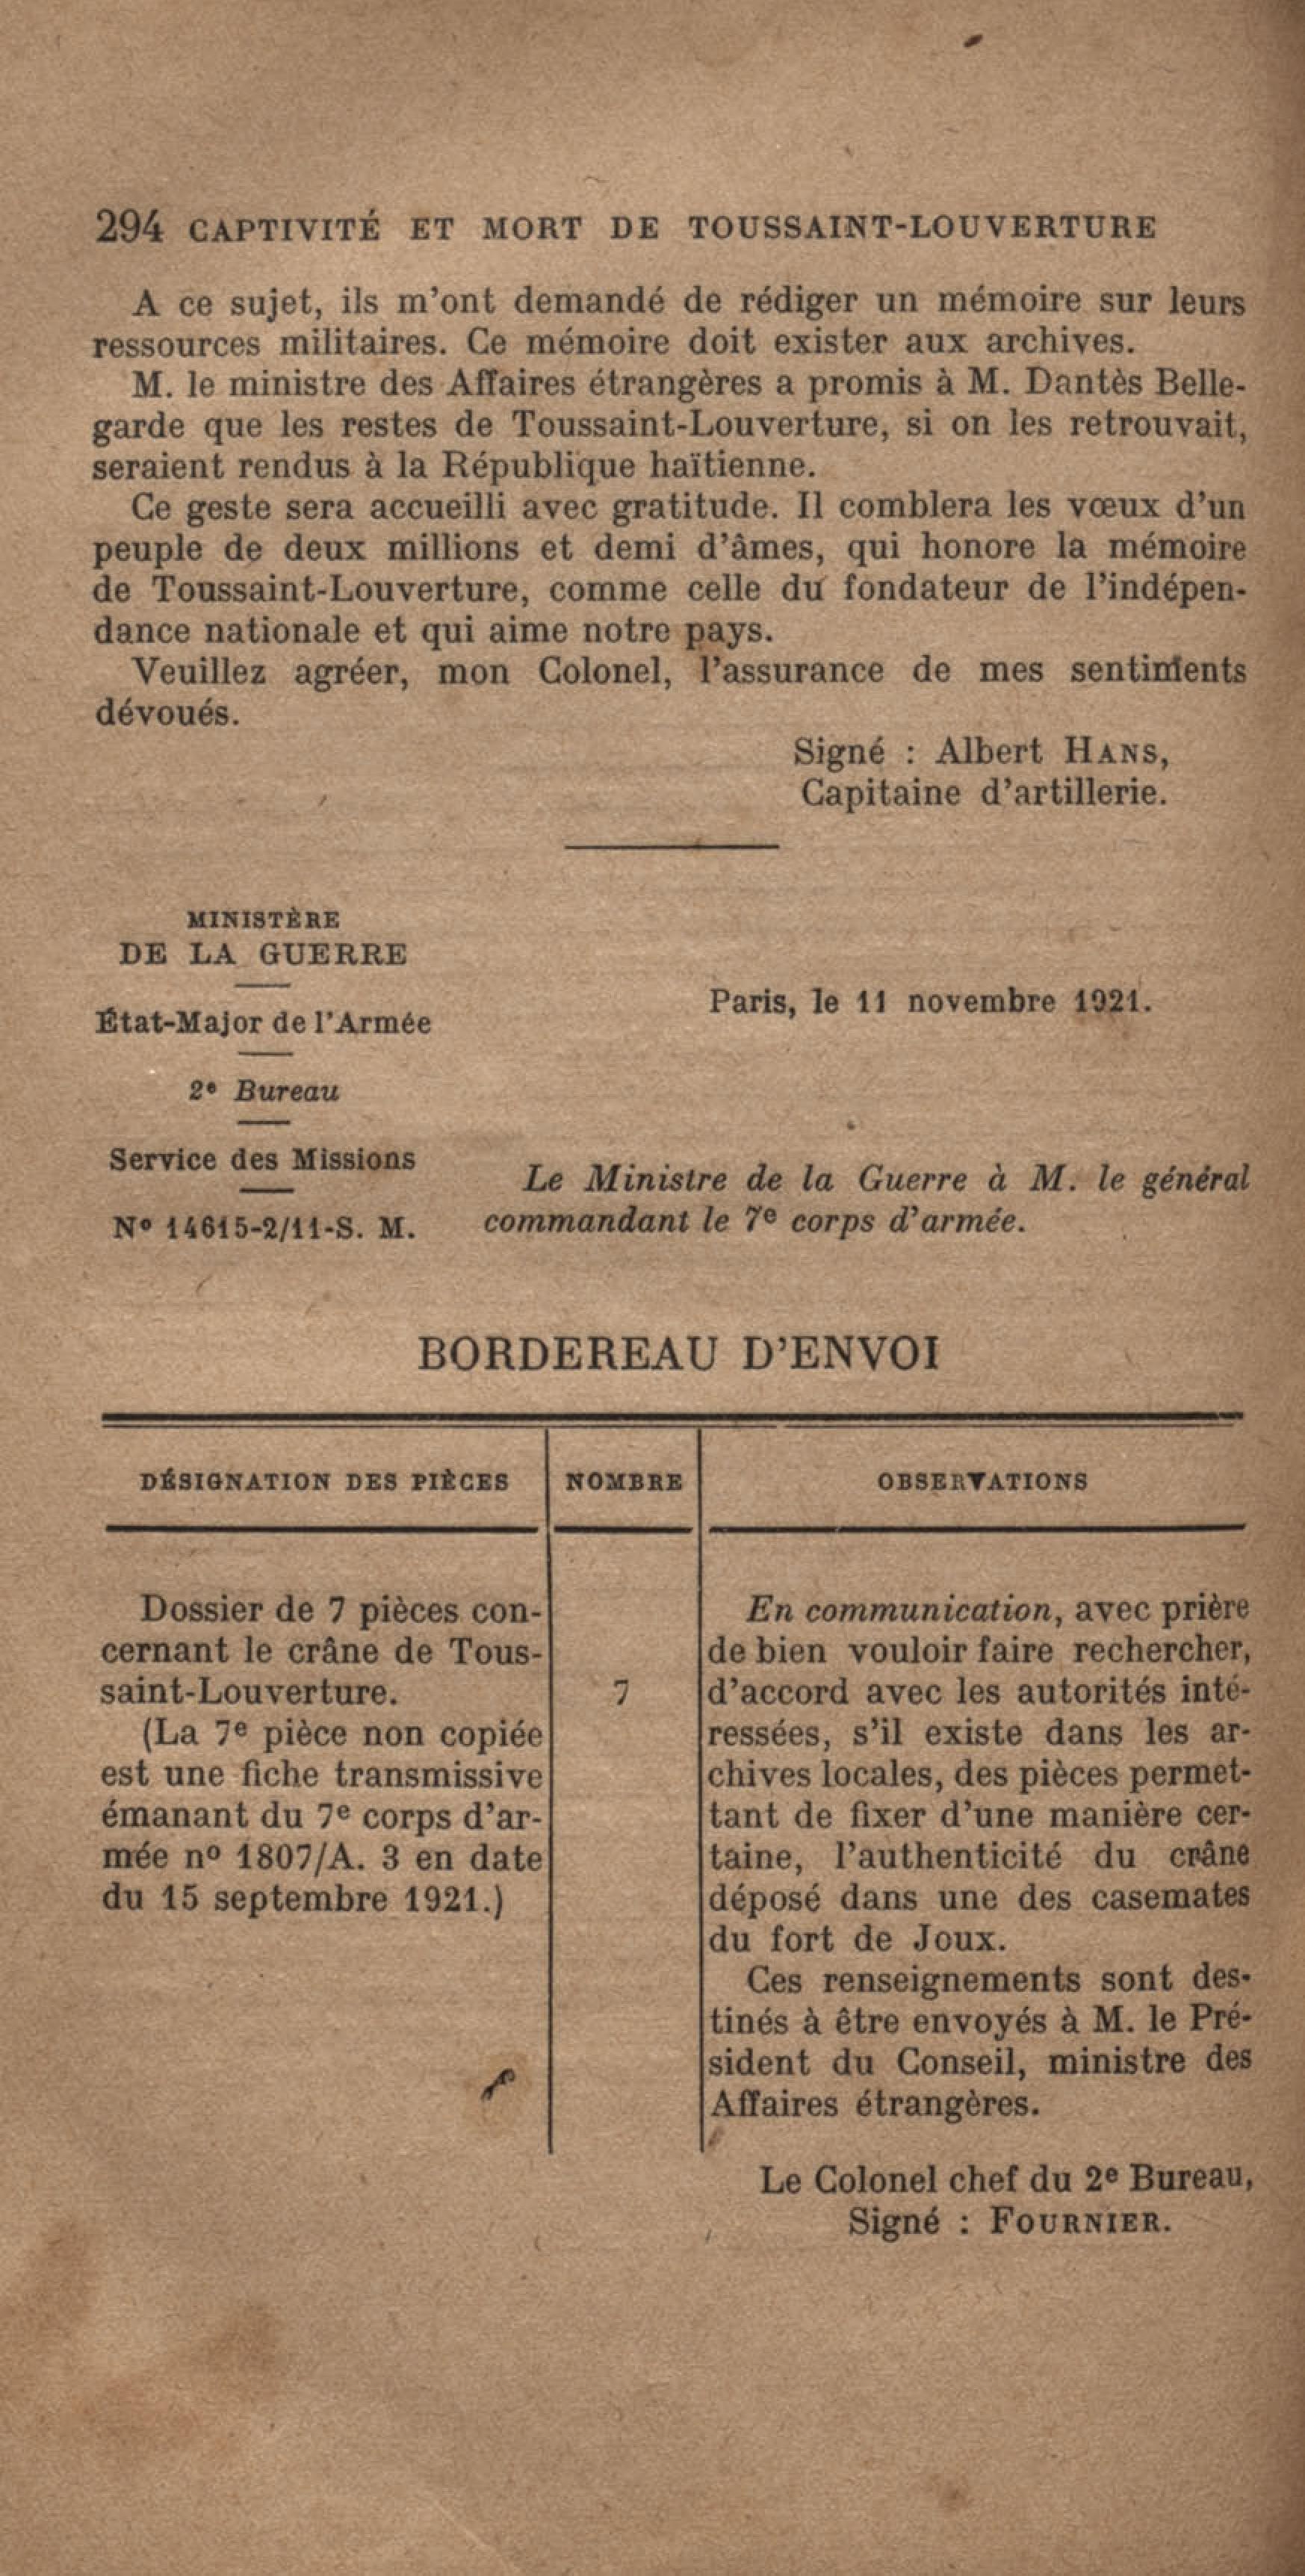 294 CAPTIVITÉ ET MORT DE TOUSSAINT-LOUVERTURE
A ce sujet, ils m'ont demandé de rédiger un mémoire sur leurs
ressources militaires. Ce mémoire doit exister aux archives.
M. le ministre des Affaires étrangères a promis à M. Dantès Belle-
garde que les restes de Toussaint-Louverture, si on les retrouvait,
seraient rendus à la République haïtienne.
Ce geste sera accueilli avec gratitude. Il comblera les vœux d'un
peuple de deux millions et demi d'âmes, qui honore la mémoire
de Toussaint-Louverture, comme celle du fondateur de l'indépen-
dance nationale et qui aime notre pays.
Veuillez agréer, mon Colonel, l'assurance de mes sentiments
dévoués.
Signé : Albert HANS,
Capitaine d'artillerie.
MINISTÈRE
DE LA GUERRE
État-Major de l'Armée
2e Bureau
Service des Missions
No 14615-2/11-S. M.
Paris, le 11 novembre 1921.
Le Ministre de la Guerre à M. le général
commandant le 7e corps d'armée.
BORDEREAU D'ENVOI
DÉSIGNATION DES PIÈCES
NOMBRE
OBSERVATIONS
Dossier de 7 pièces con-
cernant le crâne de Tous-
saint-Louverture.
(La 7e pièce non copiée
est une fiche transmissive
émanant du 7e corps d'ar-
mée no 1807/A. 3 en date
du 15 septembre 1921.)
7
En communication, avec prière
de bien vouloir faire rechercher,
d'accord avec les autorités inté-
ressées, s'il existe dans les ar-
chives locales, des pièces permet-
tant de fixer d'une manière cer-
taine, l'authenticité du crâne
déposé dans une des casemates
du fort de Joux.
Ces renseignements sont des-
tinés à être envoyés à M. le Pré-
sident du Conseil, ministre des
Affaires étrangères.
Le Colonel chef du 2e Bureau,
Signé : FOURNIER.